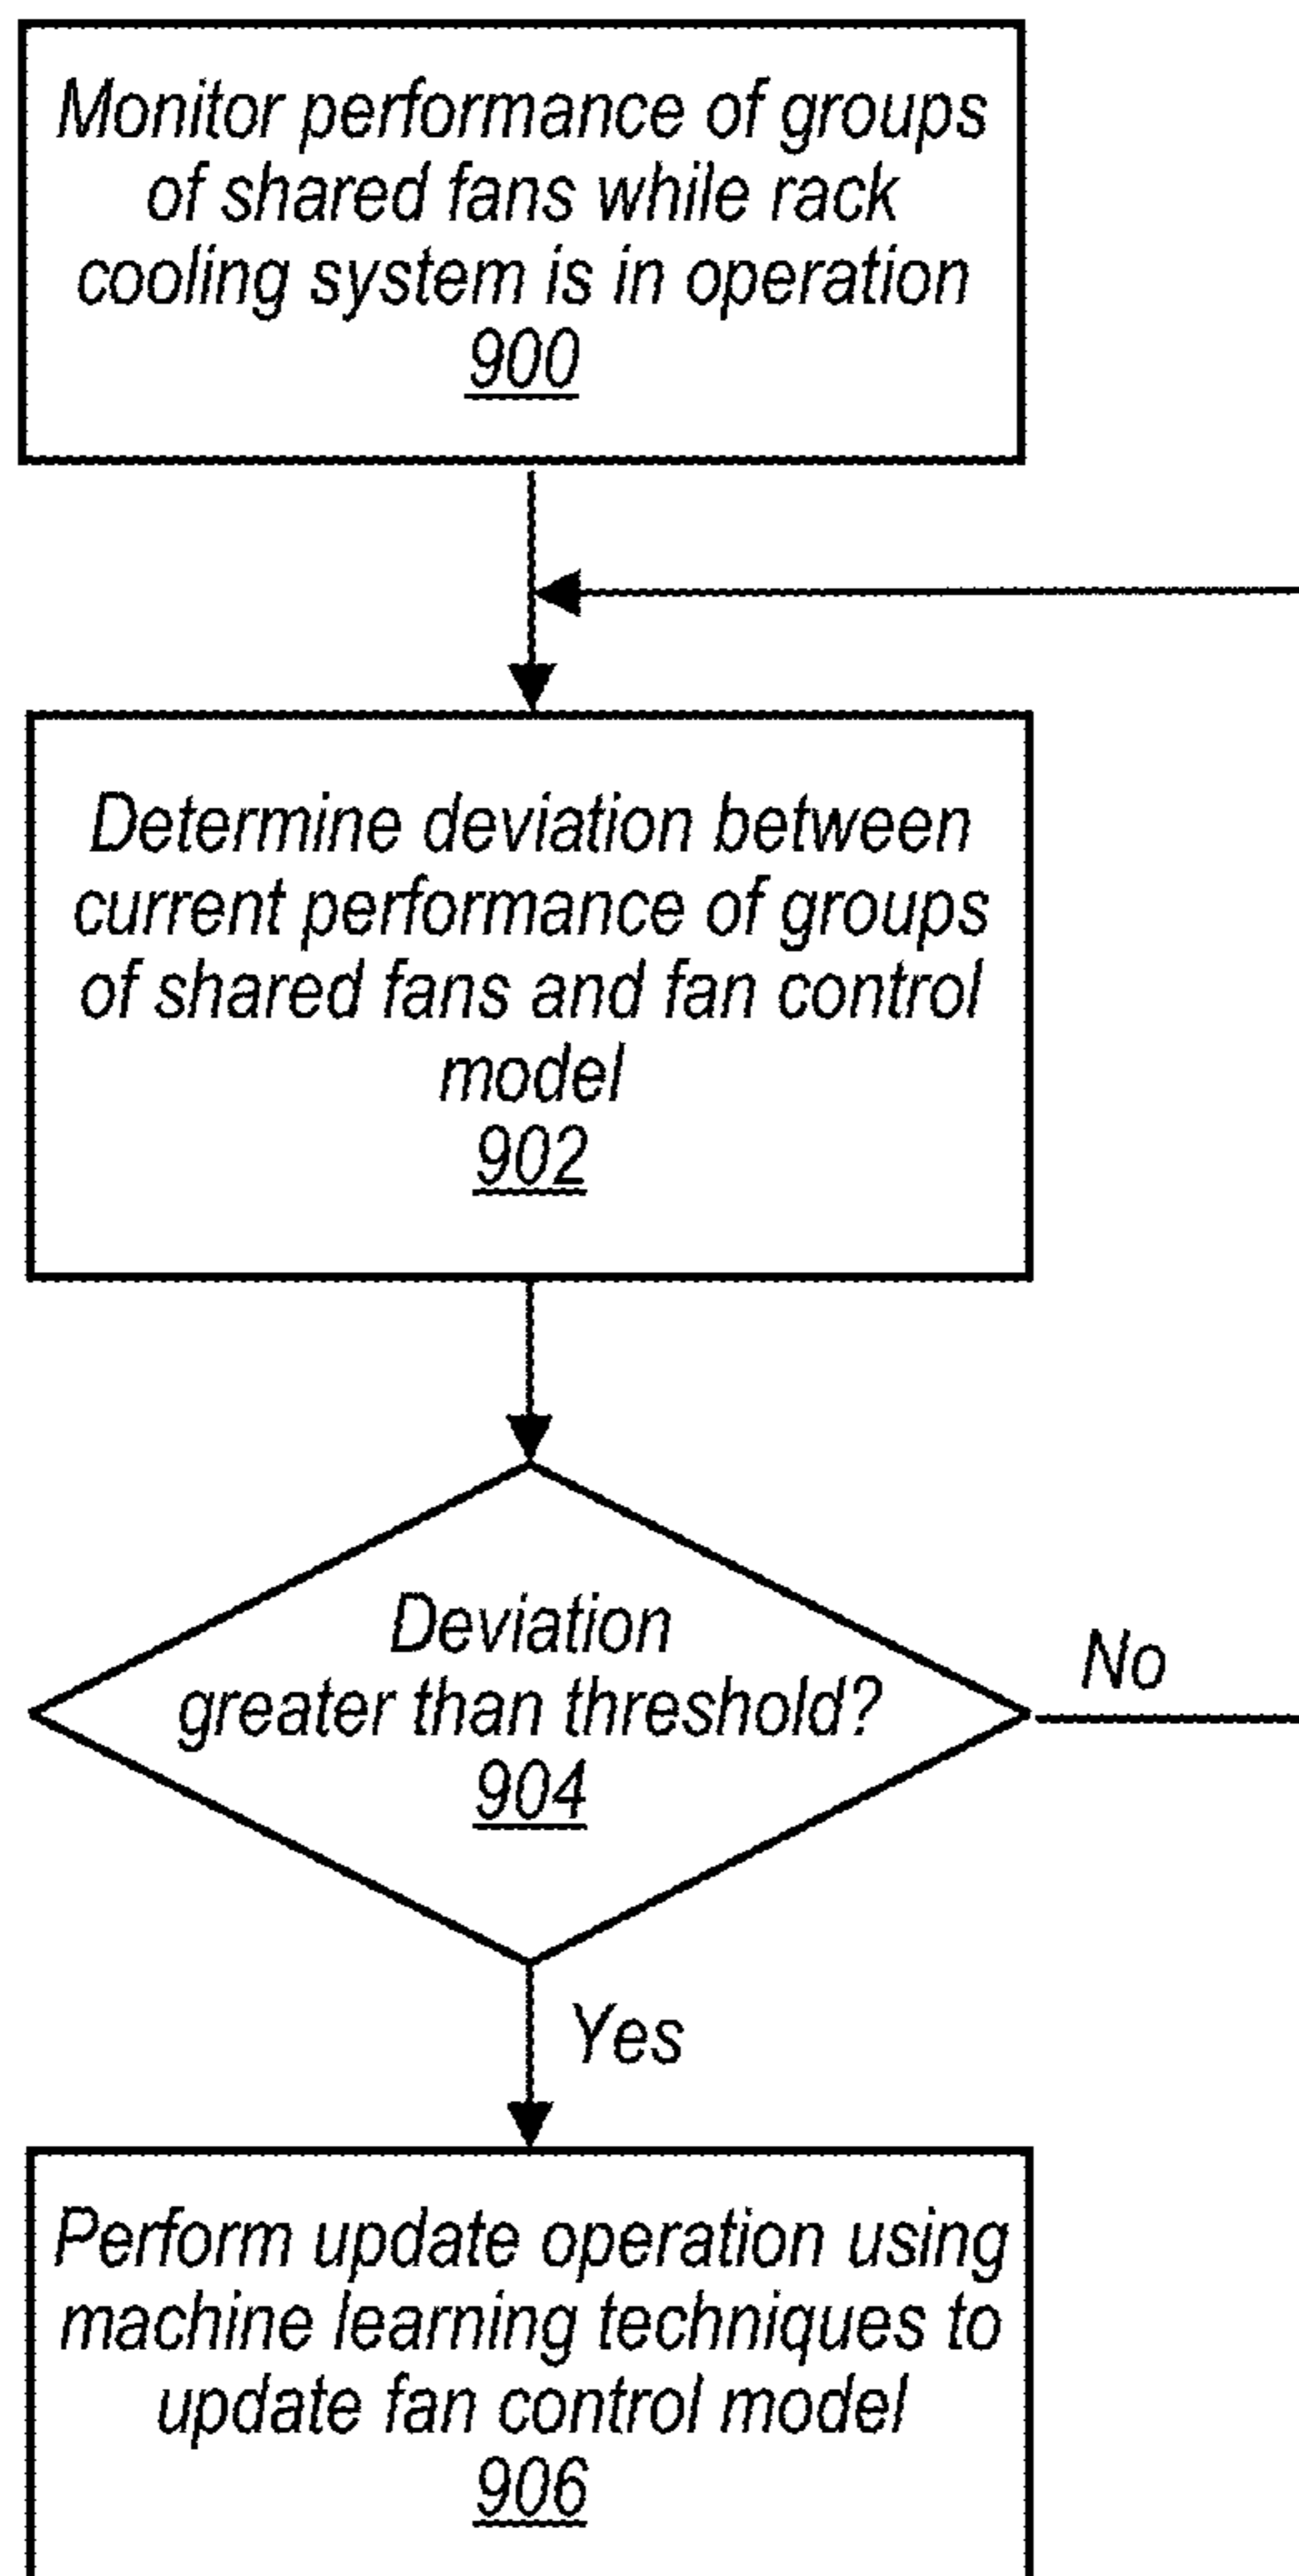 Monitor performance of groups
of shared fans while rack
cooling system is in operation
900
Determine deviation between
current performance of groups
of shared fans and fan control
model
902
Deviation
greater than threshold?
904
No
Yes
Perform update operation using
machine learning techniques to
update fan control model
906